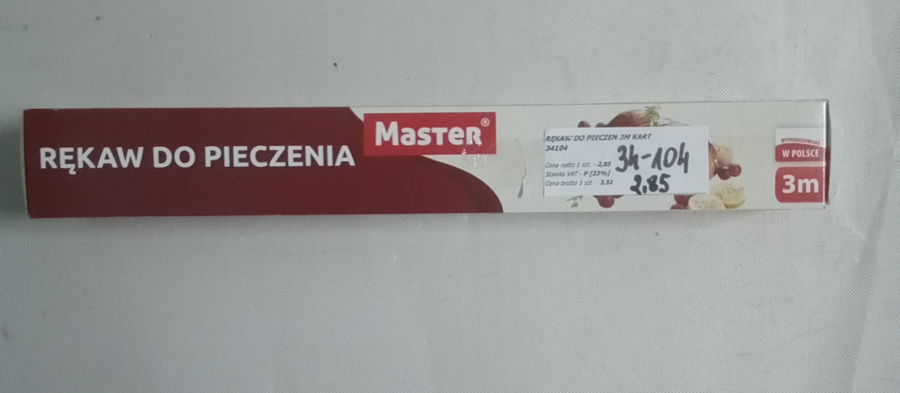 RĘKAW DO PIECZENIA
MASTER®
RĘKAW DO PIECZEN 3M KART
34104
Cena netto 1 szt. - 2,85
Stawka VAT - P [23%]
Cena brutto 1 szt. - 3,51
34-104
2,85
WYPRODUKOWANO
W POLSCE
3m